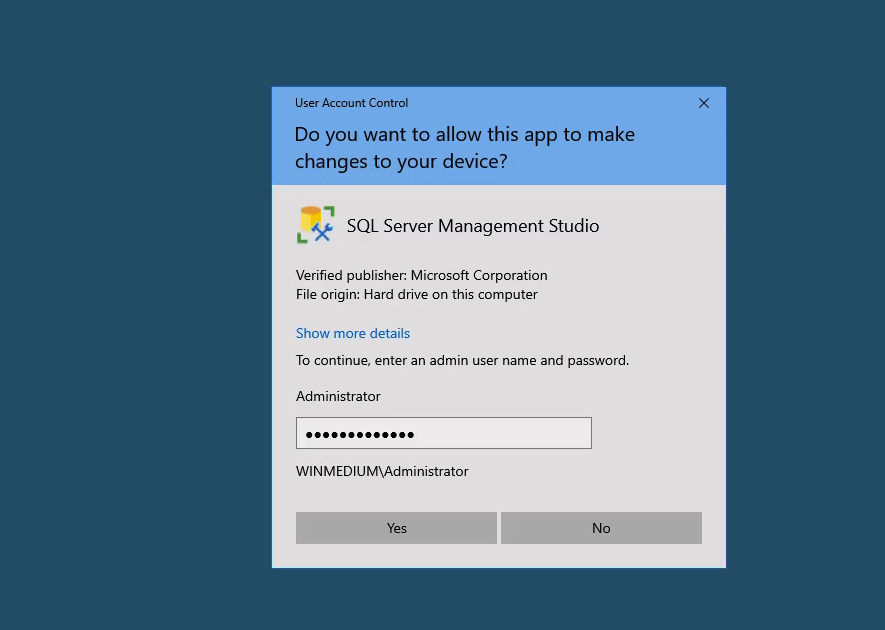 User Account Control
Do you want to allow this app to make
changes to your device?
SQL Server Management Studio
Verified publisher: Microsoft Corporation
File origin: Hard drive on this computer
Show more details
To continue, enter an admin user name and password.
Administrator
●●●●●●●●●●●●●
WINMEDIUM\Administrator
Yes
No